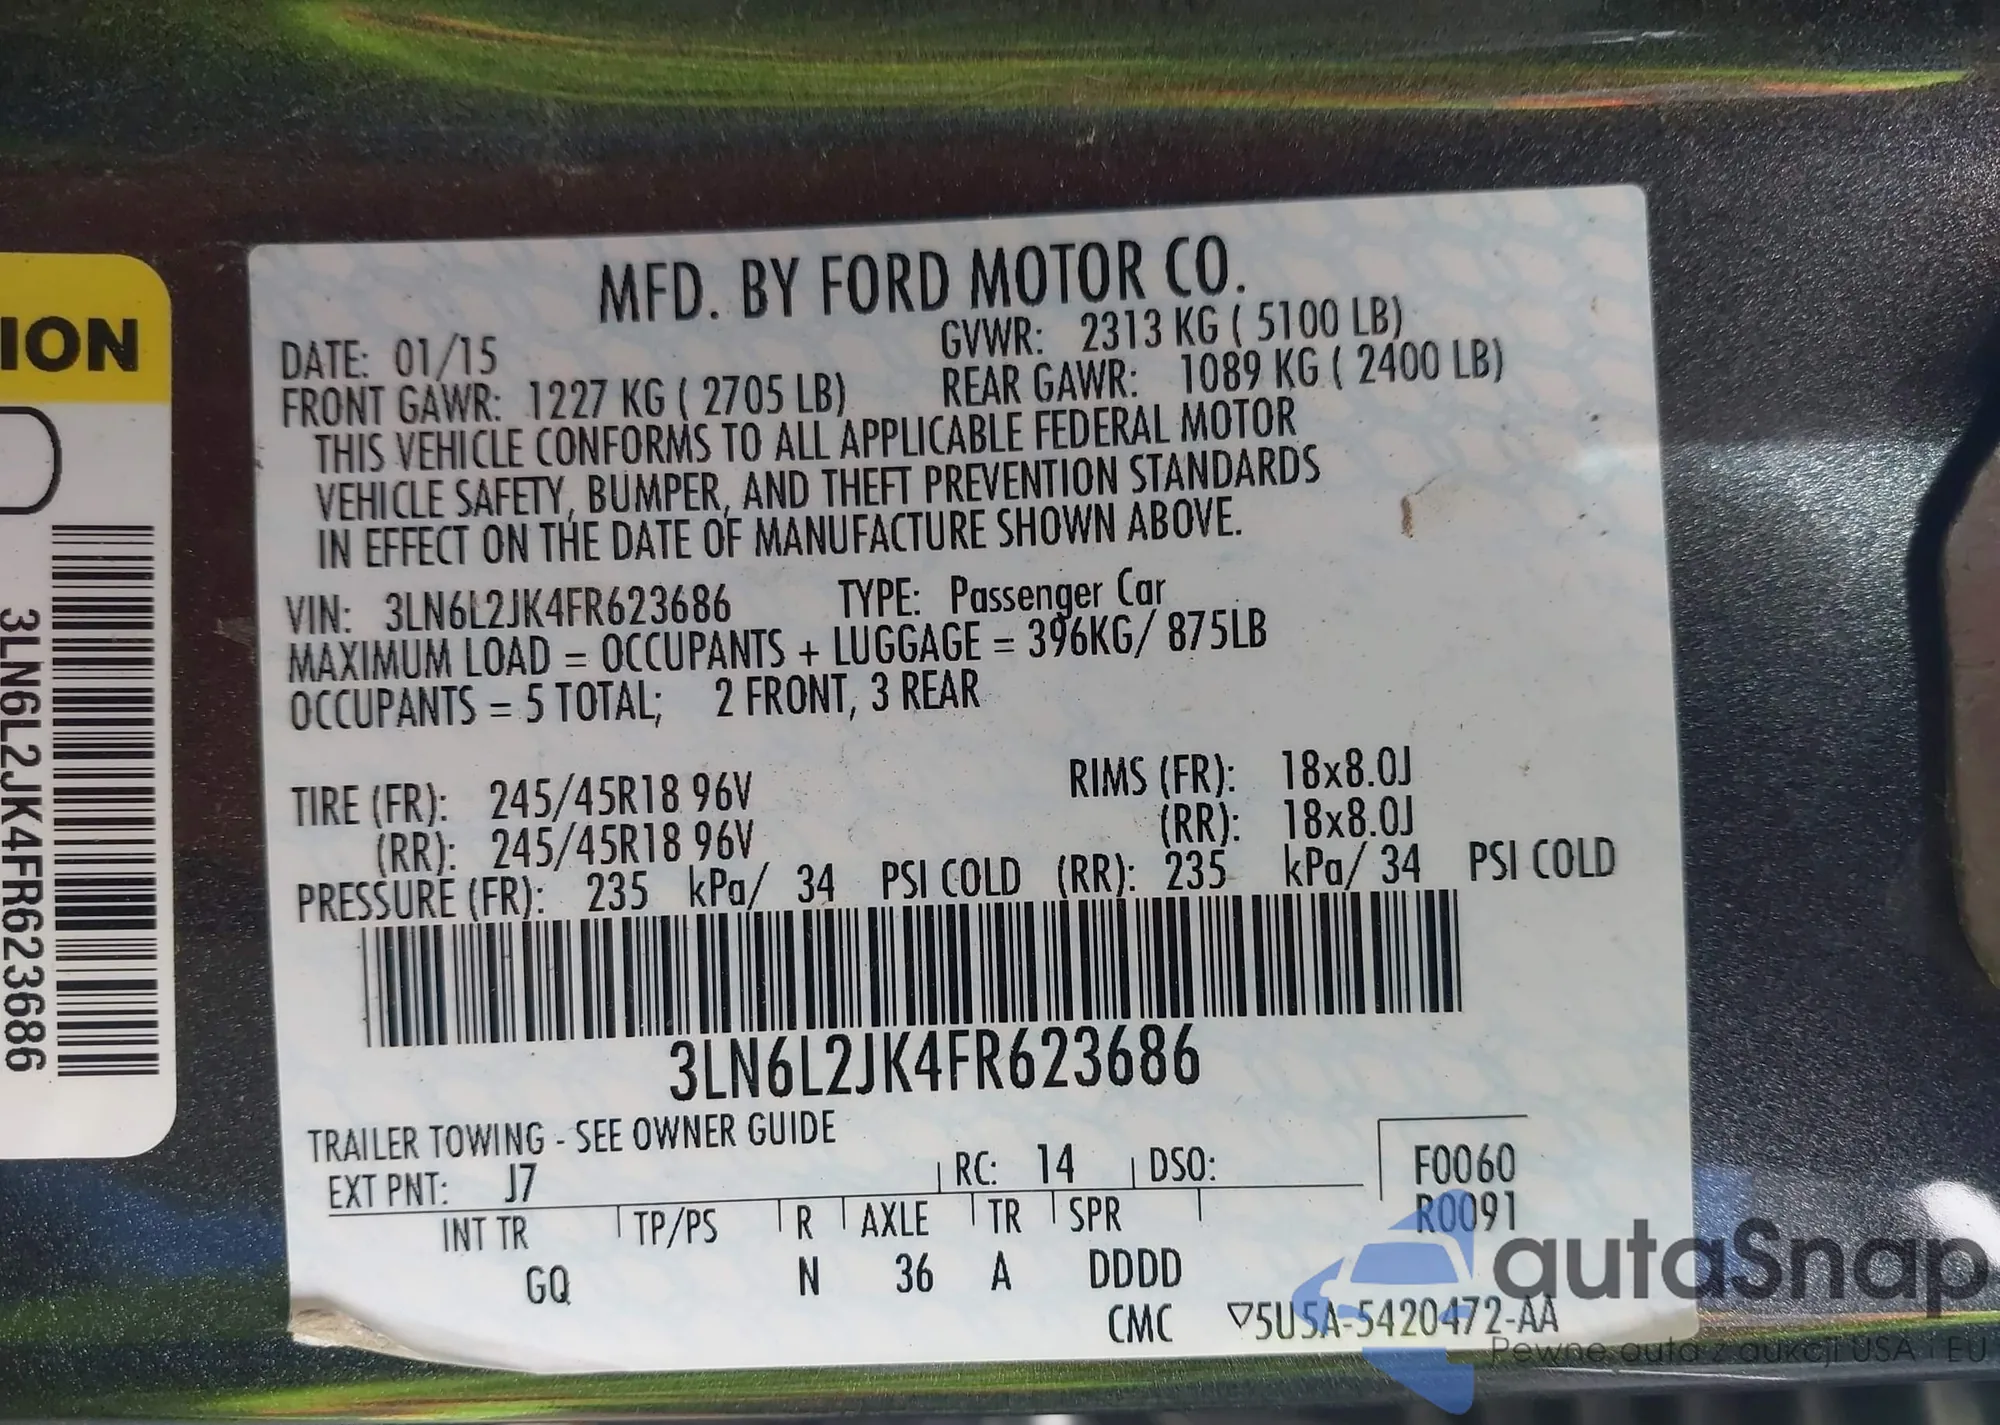 ION
3LN6L2JK4FR623686
MFD. BY FORD MOTOR CO.
DATE: 01/15 GVWR: 2313 KG ( 5100 LB)
FRONT GAWR: 1227 KG ( 2705 LB) REAR GAWR: 1089 KG ( 2400 LB)
THIS VEHICLE CONFORMS TO ALL APPLICABLE FEDERAL MOTOR
VEHICLE SAFETY, BUMPER, AND THEFT PREVENTION STANDARDS
IN EFFECT ON THE DATE OF MANUFACTURE SHOWN ABOVE.
VIN: 3LN6L2JK4FR623686 TYPE: Passenger Car
MAXIMUM LOAD = OCCUPANTS + LUGGAGE = 396KG/ 875LB
OCCUPANTS = 5 TOTAL; 2 FRONT, 3 REAR
TIRE (FR): 245/45R18 96V RIMS (FR): 18x8.0J
(RR): 245/45R18 96V (RR): 18x8.0J
PRESSURE (FR): 235 kPa/ 34 PSI COLD (RR): 235 kPa/ 34 PSI COLD
3LN6L2JK4FR623686
TRAILER TOWING - SEE OWNER GUIDE
EXT PNT: J7 RC: 14 DSO: F0060
INT TR TP/PS R AXLE TR SPR R0091
GQ N 36 A DDDD
CMC ▽5U5A-5420472-AA
autaSnap
Pewne auta z aukcji USA i EU